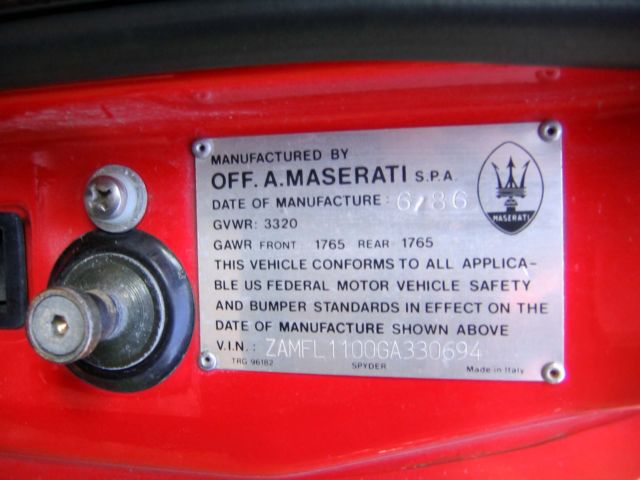 MANUFACTURED BY
OFF. A. MASERATI S.P.A.
DATE OF MANUFACTURE: 6/86
GVWR: 3320
GAWR FRONT 1765 REAR 1765
THIS VEHICLE CONFORMS TO ALL APPLICA-
BLE US FEDERAL MOTOR VEHICLE SAFETY
AND BUMPER STANDARDS IN EFFECT ON THE
DATE OF MANUFACTURE SHOWN ABOVE
V.I.N.: ZAMFL1100GA330694
TRG 96182 SPYDER Made in Italy
MASERATI